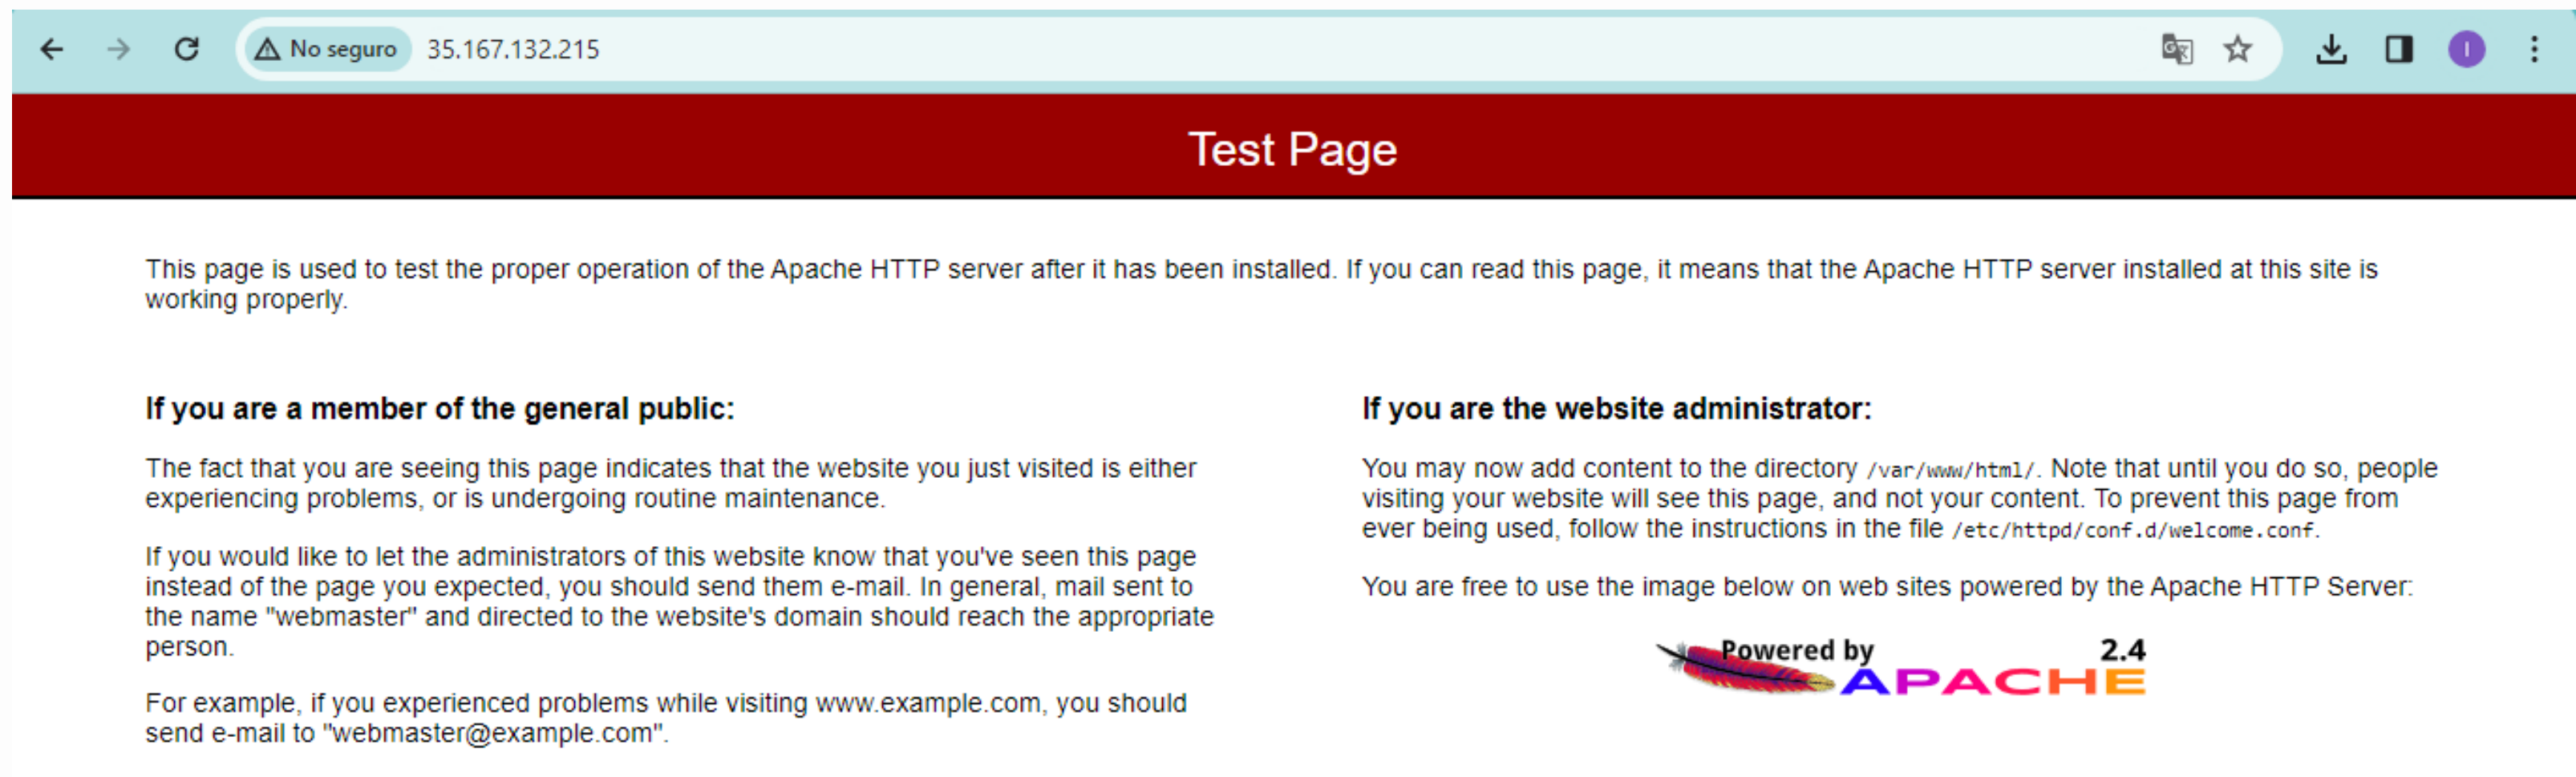 No seguro 35.167.132.215
Test Page
This page is used to test the proper operation of the Apache HTTP server after it has been installed. If you can read this page, it means that the Apache HTTP server installed at this site is
working properly.
If you are a member of the general public:
The fact that you are seeing this page indicates that the website you just visited is either
experiencing problems, or is undergoing routine maintenance.
If you would like to let the administrators of this website know that you've seen this page
instead of the page you expected, you should send them e-mail. In general, mail sent to
the name "webmaster" and directed to the website's domain should reach the appropriate
person.
For example, if you experienced problems while visiting www.example.com, you should
send e-mail to "webmaster@example.com".
If you are the website administrator:
You may now add content to the directory /var/www/html/. Note that until you do so, people
visiting your website will see this page, and not your content. To prevent this page from
ever being used, follow the instructions in the file /etc/httpd/conf.d/welcome.conf.
You are free to use the image below on web sites powered by the Apache HTTP Server:
Powered by 2.4
APACHE